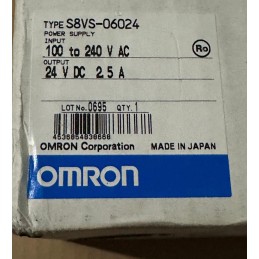 TYPE S8VS-06024
POWER SUPPLY
INPUT
100 to 240 V AC
OUTPUT
24 V DC 2.5 A
Ro
LOT No. 0695 QTY. 1
OMRON Corporation MADE IN JAPAN
OMRON